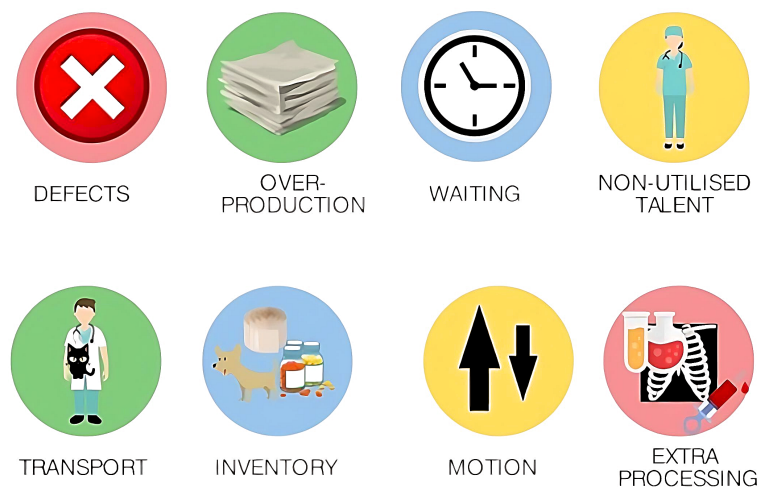 DEFECTS
OVER-
PRODUCTION
WAITING
NON-UTILISED
TALENT
TRANSPORT
INVENTORY
MOTION
EXTRA
PROCESSING